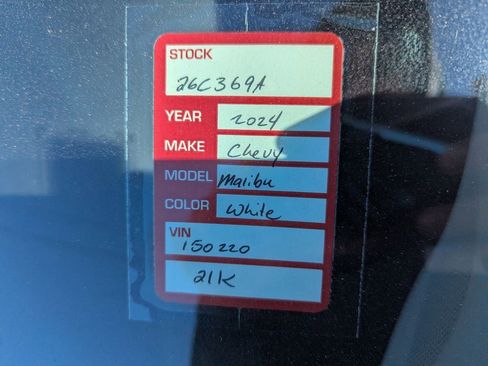 STOCK
26C369A
YEAR 2024
MAKE Chevy
MODEL Malibu
COLOR White
VIN
150220
21K